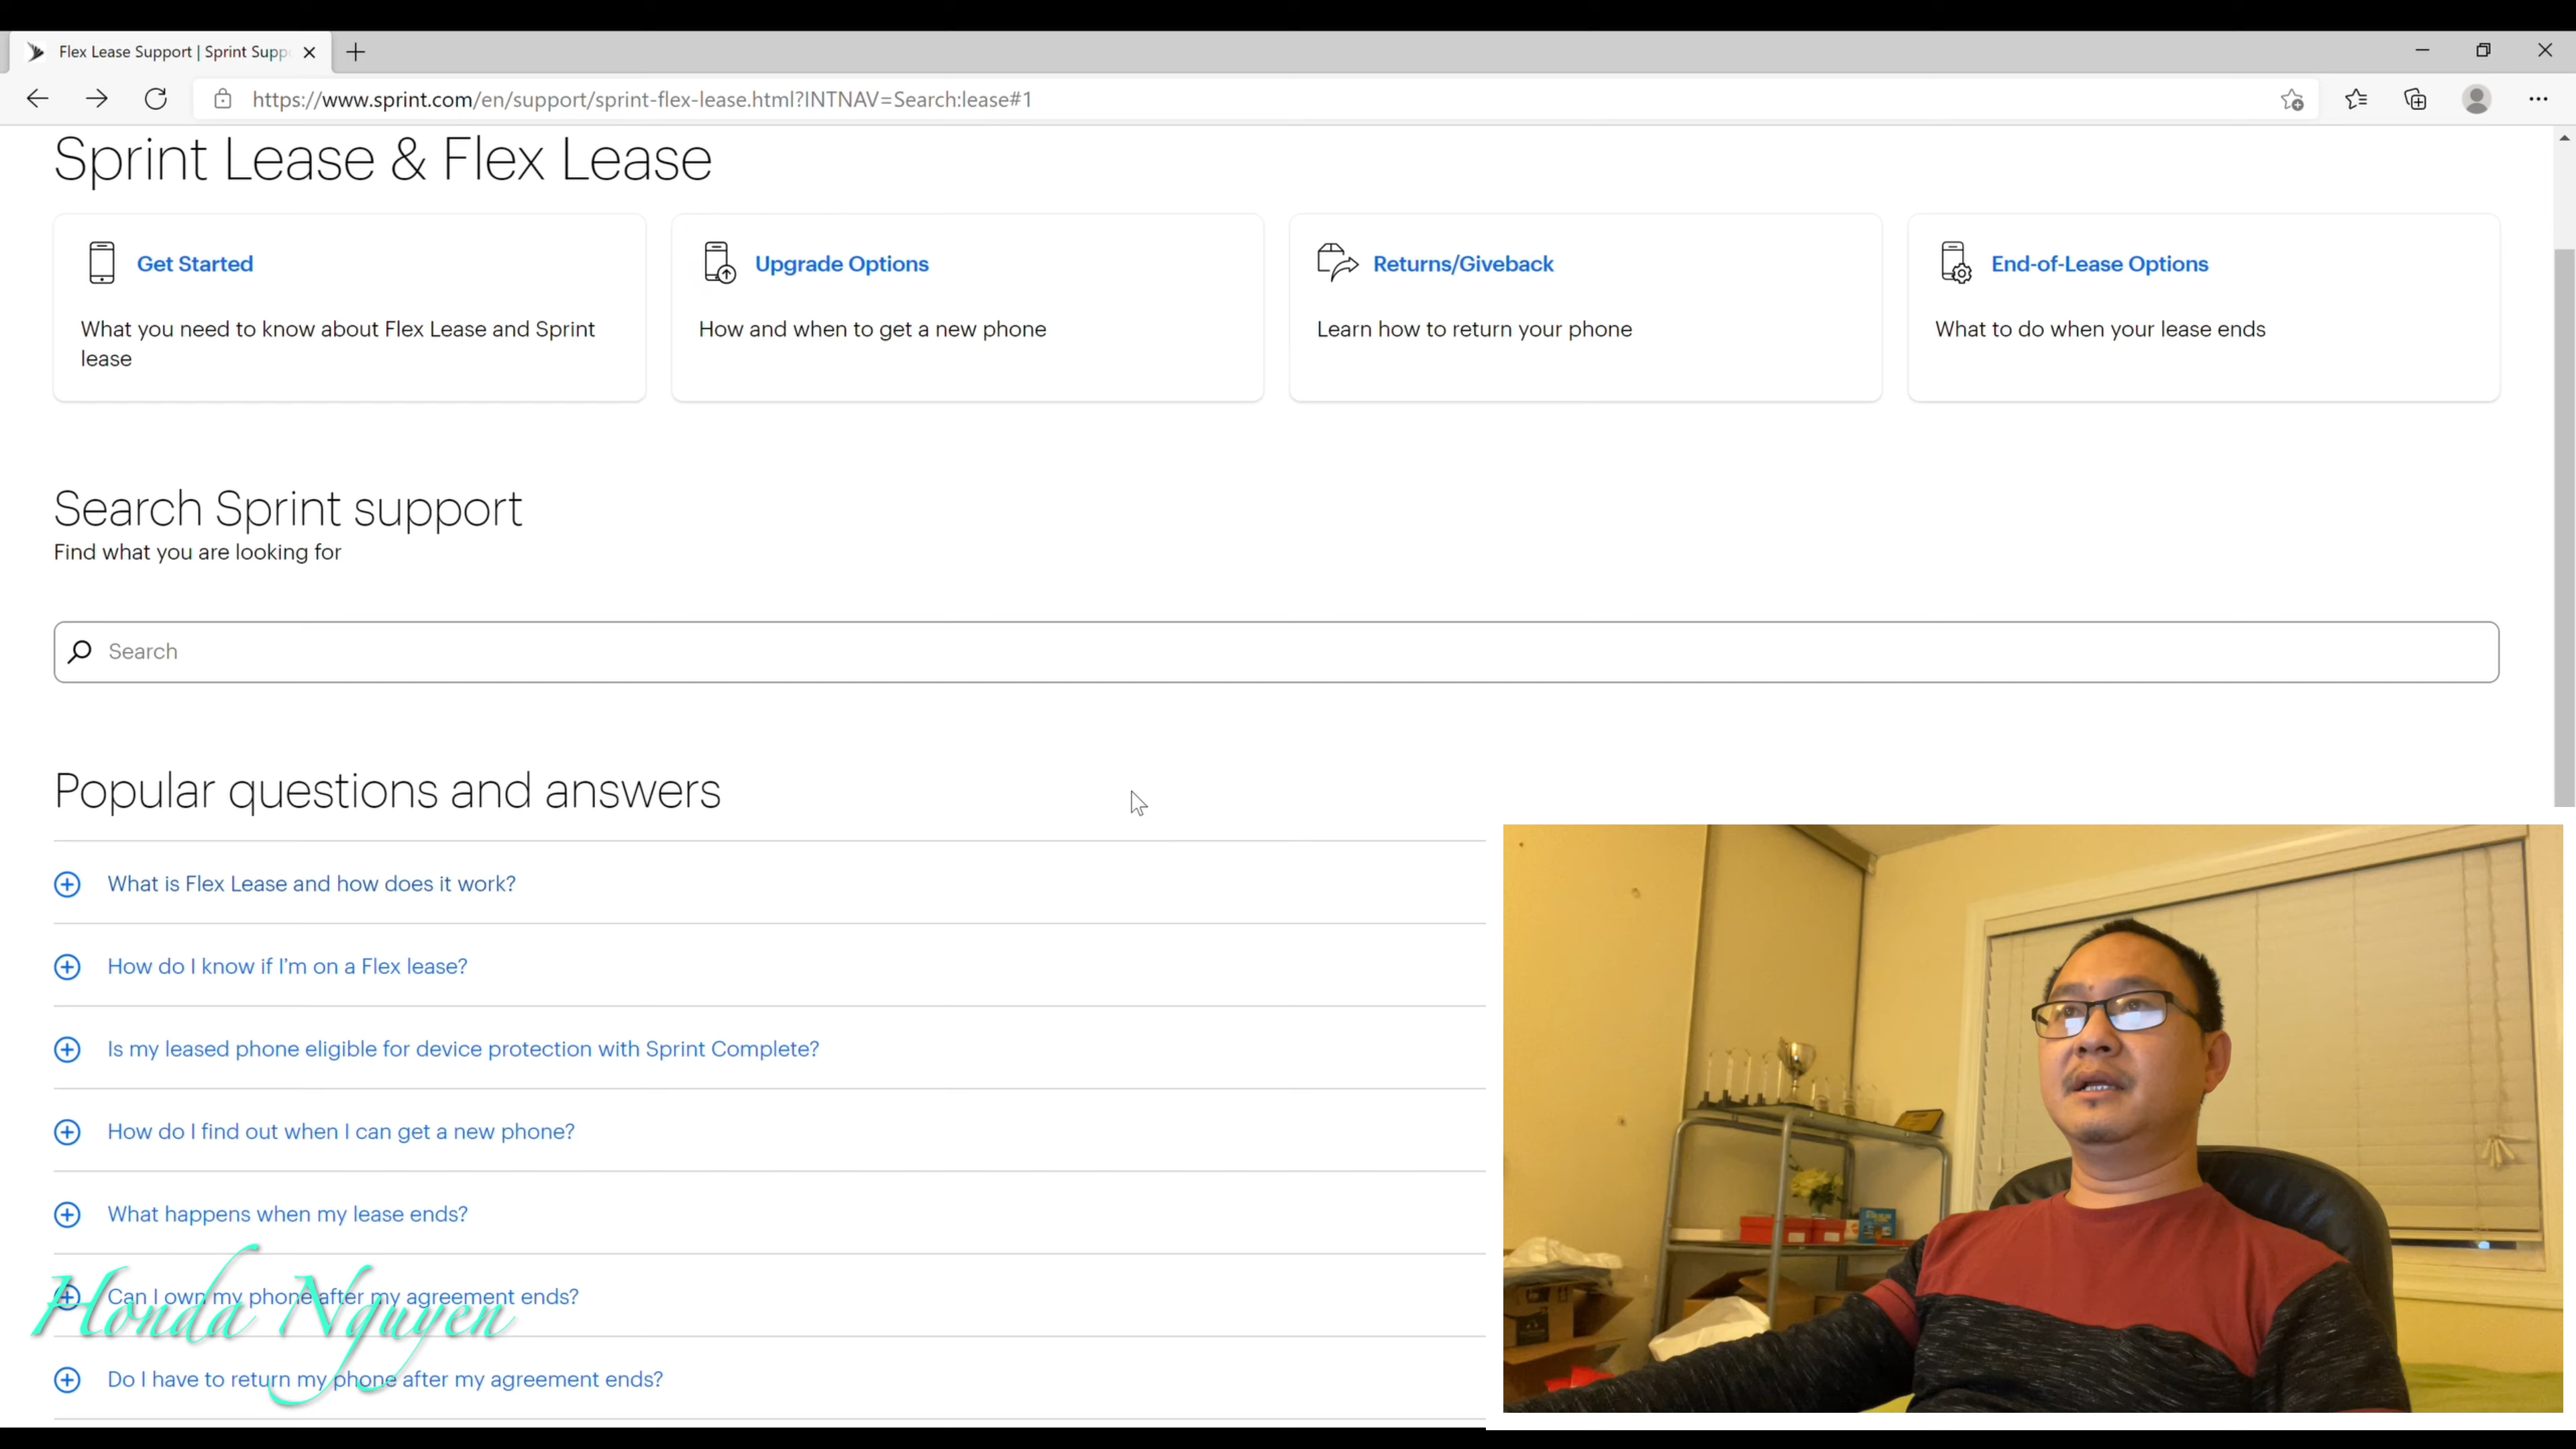 Flex Lease Support | Sprint Supp
https://www.sprint.com/en/support/sprint-flex-lease.html?INTNAV=Search:lease#1
Sprint Lease & Flex Lease
Get Started
What you need to know about Flex Lease and Sprint
lease
Upgrade Options
How and when to get a new phone
Returns/Giveback
Learn how to return your phone
End-of-Lease Options
What to do when your lease ends
Search Sprint support
Find what you are looking for
Search
Popular questions and answers
What is Flex Lease and how does it work?
How do I know if I'm on a Flex lease?
Is my leased phone eligible for device protection with Sprint Complete?
How do I find out when I can get a new phone?
What happens when my lease ends?
Can I own my phone after my agreement ends?
Honda Nguyen
Do I have to return my phone after my agreement ends?